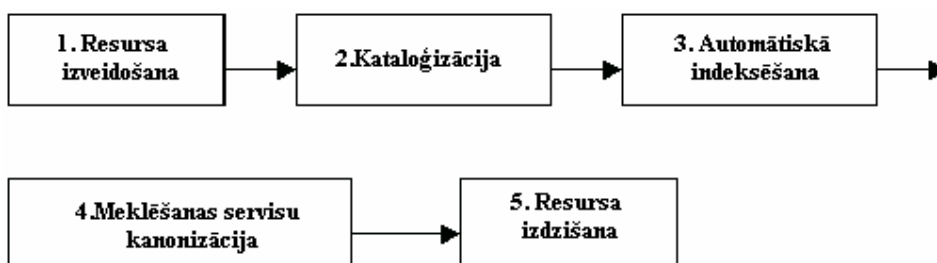 1. Resursa
izveidošana
2.Kataloģizācija
3. Automātiskā
indeksēšana
4.Meklēšanas servisu
kanonizācija
5. Resursa
izdzišana